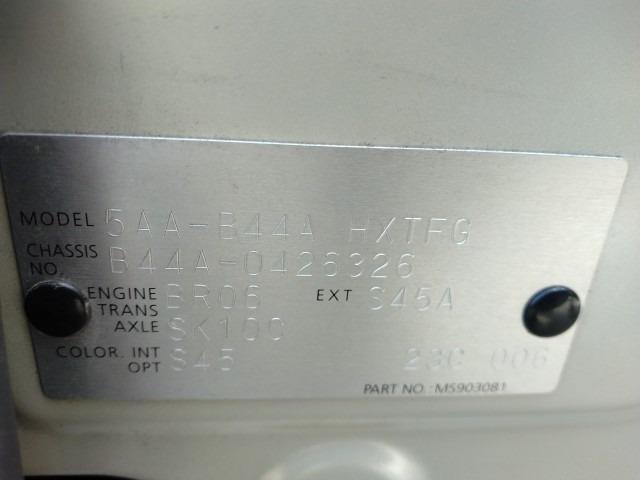 MODEL 5AA-B44A HXTFG
CHASSIS NO. B44A-0426326
ENGINE BR06 EXT S45A
TRANS AXLE SK100
COLOR. INT OPT S45 23C 006
PART NO.: M5903081